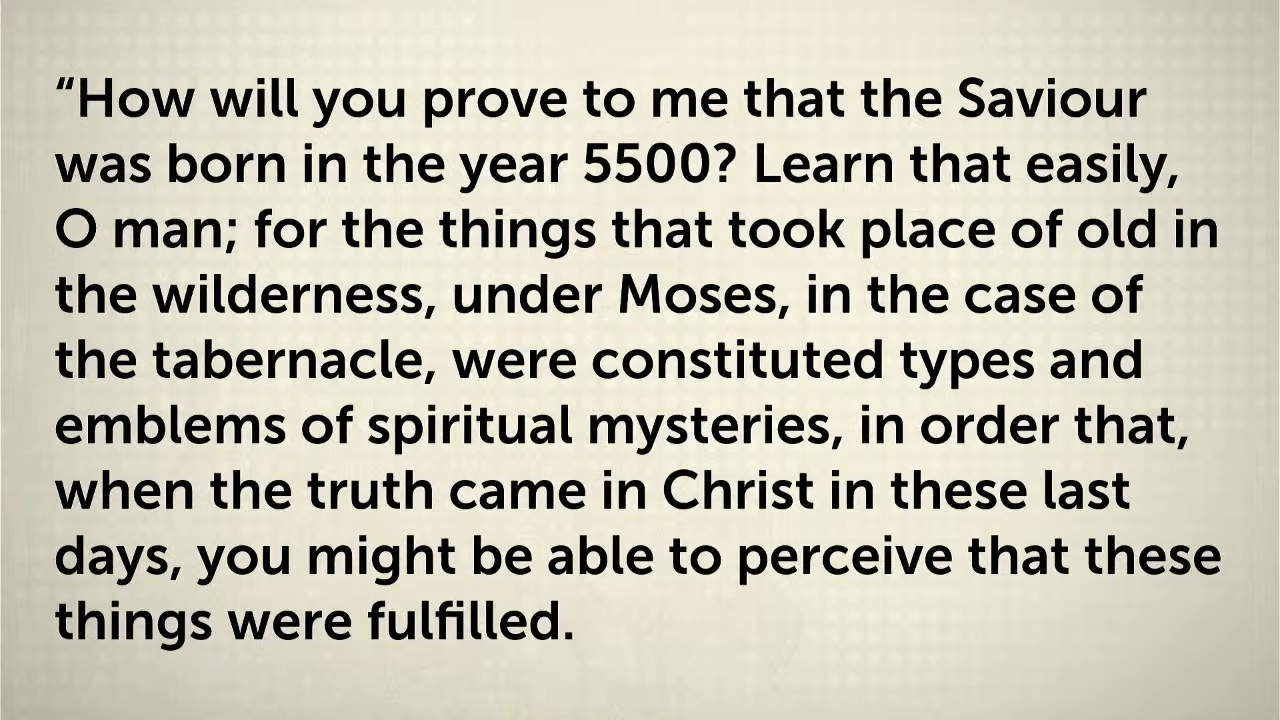 “How will you prove to me that the Saviour
was born in the year 5500? Learn that easily,
O man; for the things that took place of old in
the wilderness, under Moses, in the case of
the tabernacle, were constituted types and
emblems of spiritual mysteries, in order that,
when the truth came in Christ in these last
days, you might be able to perceive that these
things were fulfilled.